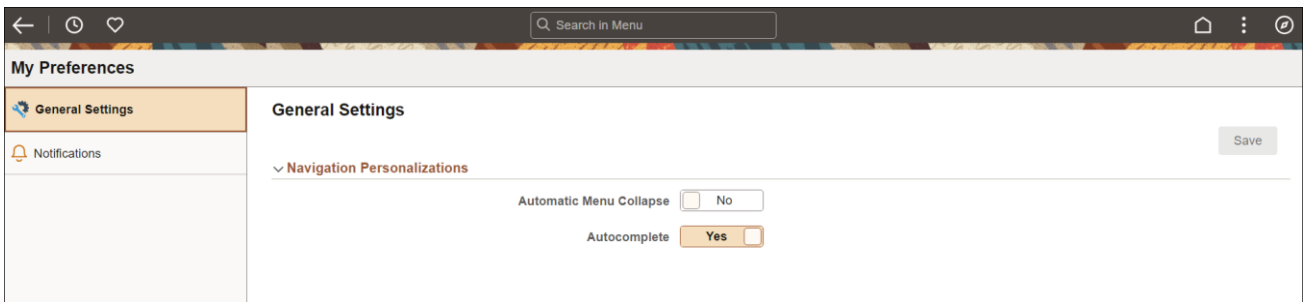 Search in Menu
My Preferences
General Settings
Notifications
General Settings
Save
Navigation Personalizations
Automatic Menu Collapse No
Autocomplete Yes